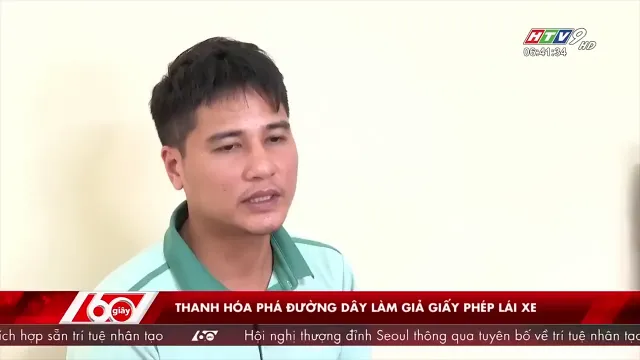 HTV9 HD
06:41:34
60 giây
THANH HÓA PHÁ ĐƯỜNG DÂY LÀM GIẢ GIẤY PHÉP LÁI XE
ích hợp sẵn trí tuệ nhân tạo 60 Hội nghị thượng đỉnh Seoul thông qua tuyên bố về trí tuệ nhân tạo